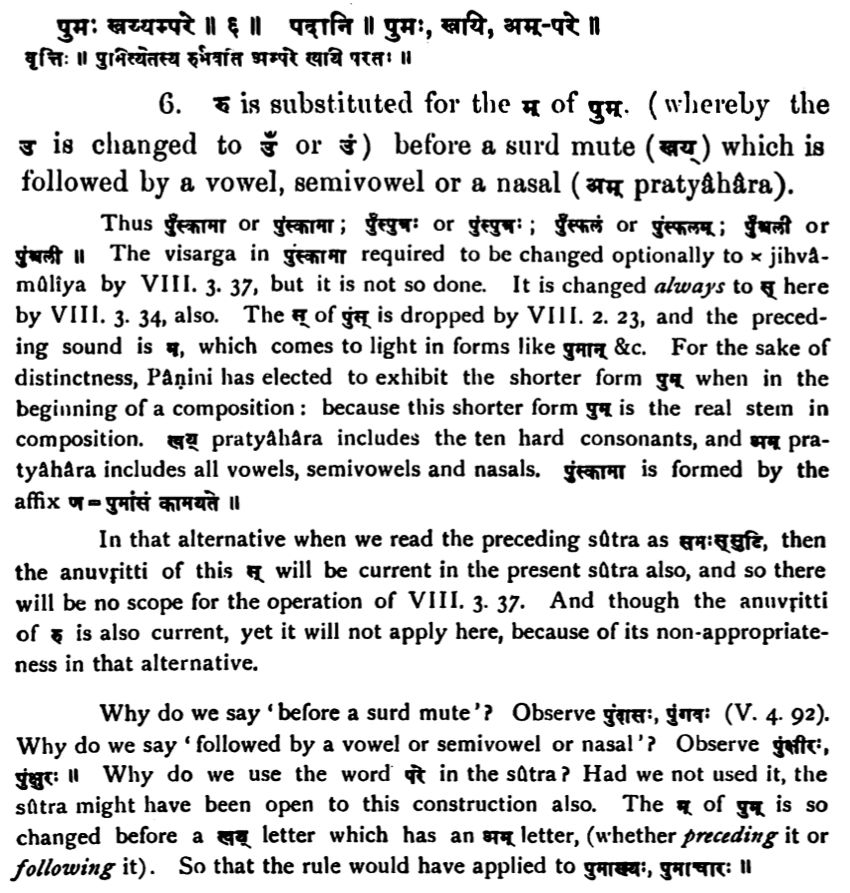 पुमः खय्यम्परे ॥ ६ ॥ पदानि ॥ पुमः, खयि, अम्-परे ॥
वृत्तिः ॥ पुमित्येतस्य रुर्भवति अम्परे खयि परतः ॥
6. रु is substituted for the म् of पुम्. (whereby the
उ is changed to उँ or उं) before a surd mute (खय्) which is
followed by a vowel, semivowel or a nasal (अम् pratyâhâra).
Thus पुँस्कामा or पुंस्कामा; पुँस्पुत्रः or पुंस्पुत्रः; पुँस्फलं or पुंस्फलम्; पुँश्चली or
पुंश्चली ॥ The visarga in पुंस्कामा required to be changed optionally to × jihvâ-
mûlîya by VIII. 3. 37, but it is not so done. It is changed always to स् here
by VIII. 3. 34, also. The स् of पुंस् is dropped by VIII. 2. 23, and the preced-
ing sound is म, which comes to light in forms like पुमान् &c. For the sake of
distinctness, Pâṇini has elected to exhibit the shorter form पुम् when in the
beginning of a composition: because this shorter form पुम् is the real stem in
composition. खय् pratyâhâra includes the ten hard consonants, and अम् pra-
tyâhâra includes all vowels, semivowels and nasals. पुंस्कामा is formed by the
affix ण = पुमांसं कामयते ॥
In that alternative when we read the preceding sûtra as समःस्सुटि, then
the anuvṛitti of this स् will be current in the present sûtra also, and so there
will be no scope for the operation of VIII. 3. 37. And though the anuvṛitti
of रु is also current, yet it will not apply here, because of its non-appropriate-
ness in that alternative.
Why do we say 'before a surd mute'? Observe पुंदासः, पुंगवः (V. 4. 92).
Why do we say 'followed by a vowel or semivowel or nasal'? Observe पुंक्षीरः,
पुंक्षुरः ॥ Why do we use the word परे in the sûtra? Had we not used it, the
sûtra might have been open to this construction also. The म् of पुम् is so
changed before a खय् letter which has an अम् letter, (whether preceding it or
following it). So that the rule would have applied to पुमाख्यः, पुमाचारः ॥